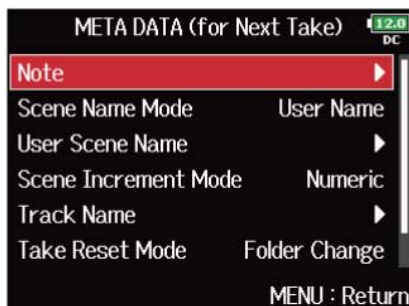 META DATA (for Next Take) 12.0 DC
Note
Scene Name Mode User Name
User Scene Name
Scene Increment Mode Numeric
Track Name
Take Reset Mode Folder Change
MENU : Return